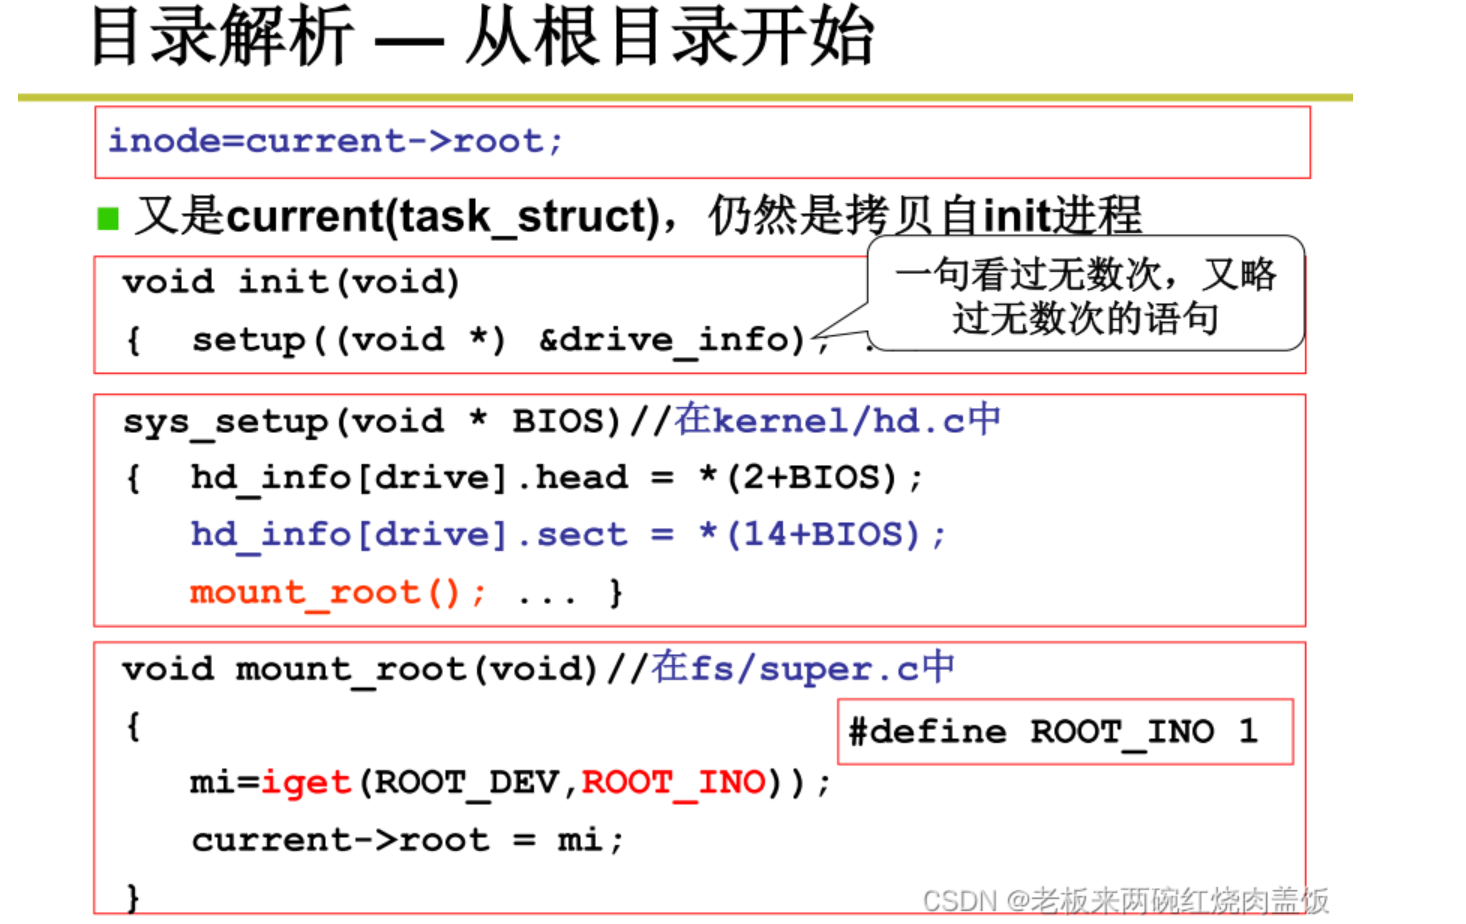 目录解析 — 从根目录开始
inode=current->root;
又是current(task_struct)，仍然是拷贝自init进程
一句看过无数次，又略
过无数次的语句
void init(void)
{ setup((void *) &drive_info); .
sys_setup(void * BIOS)//在kernel/hd.c中
{ hd_info[drive].head = *(2+BIOS);
hd_info[drive].sect = *(14+BIOS);
mount_root(); ... }
void mount_root(void)//在fs/super.c中
{
#define ROOT_INO 1
mi=iget(ROOT_DEV,ROOT_INO));
current->root = mi;
}
CSDN @老板来两碗红烧肉盖饭